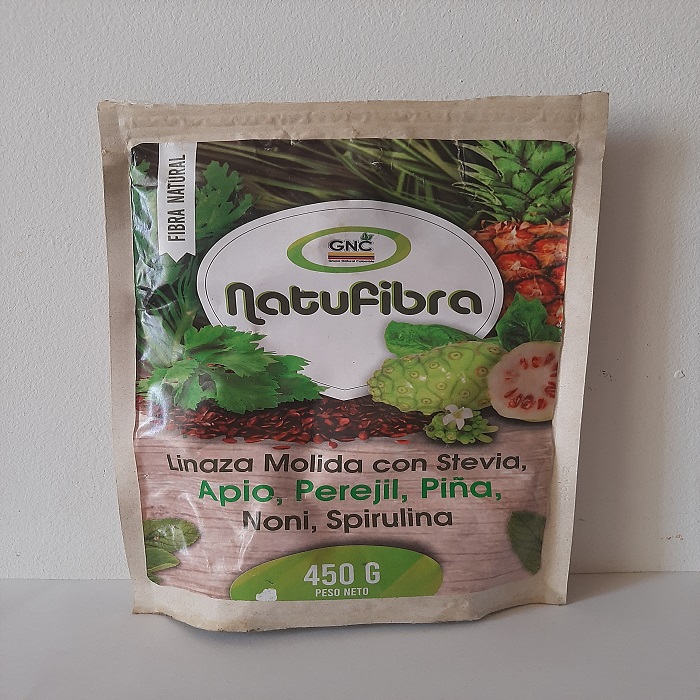 FIBRA NATURAL
GNC
Natufibra
Linaza Molida con Stevia,
Apio, Perejil, Piña,
Noni, Spirulina
450 G
PESO NETO